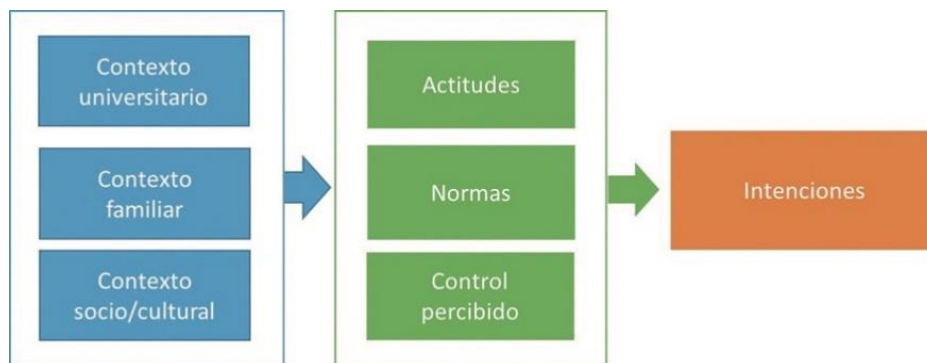 Contexto
universitario
Contexto
familiar
Contexto
socio/cultural
Actitudes
Normas
Control
percibido
Intenciones